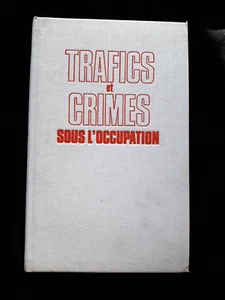 TRAFICS
et
CRIMES
SOUS L'OCCUPATION